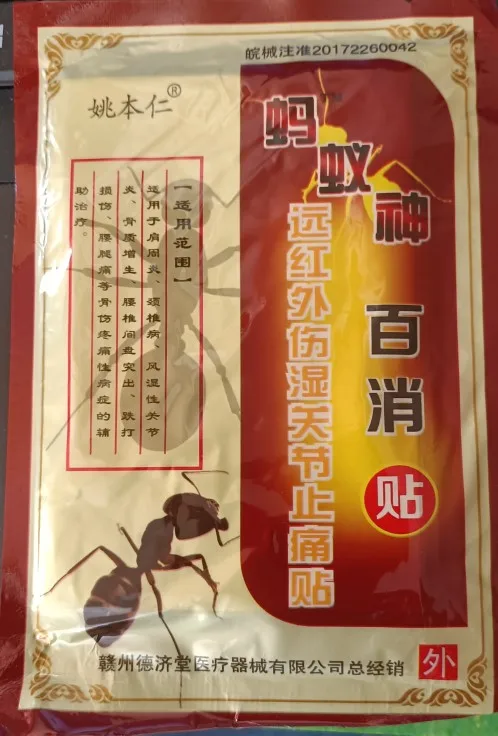 皖械注准20172260042
姚本仁®
蚂蚁神
百消
贴
远红外伤湿关节止痛贴
【适用范围】
适用于肩周炎、颈椎病、风湿性关节
炎、骨质增生、腰椎间盘突出、跌打
损伤、腰腿痛等骨伤疼痛性病症的辅
助治疗。
赣州德济堂医疗器械有限公司总经销
外